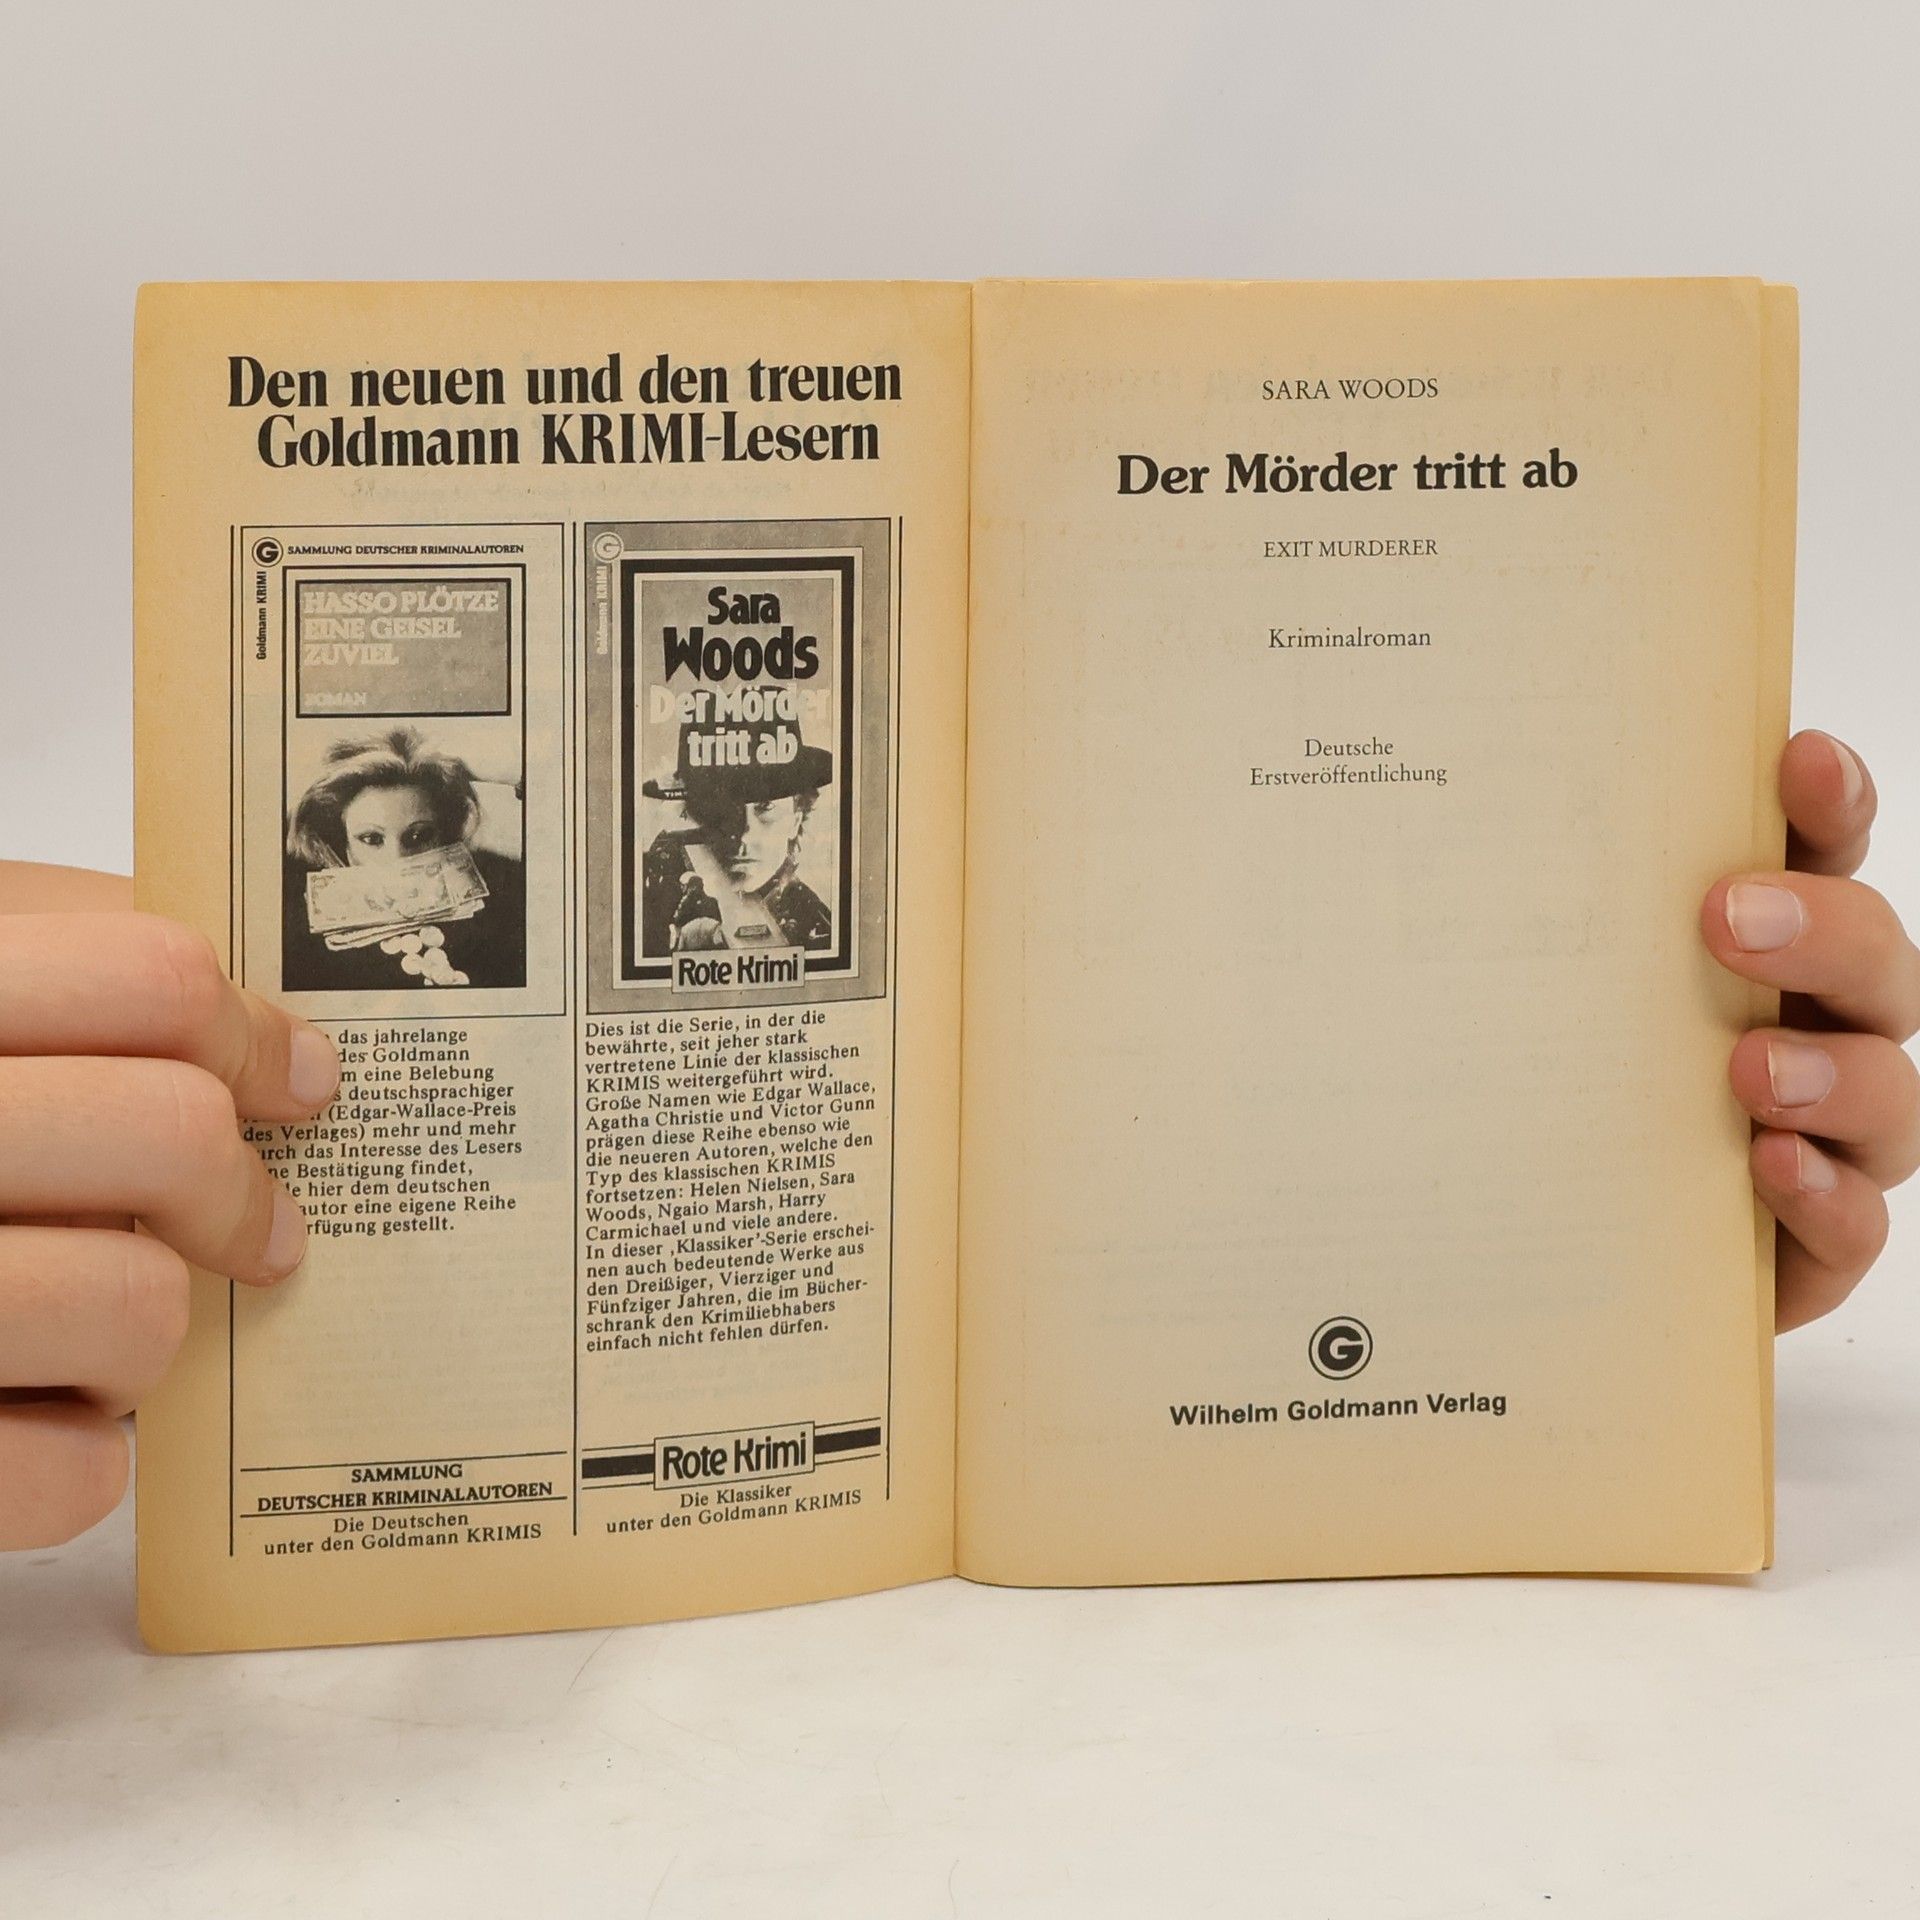 Den neuen und den treuen
Goldmann KRIMI-Lesern
G SAMMLUNG DEUTSCHER KRIMINALAUTOREN
Goldmann KRIMI
HASSO PLÖTZE
EINE GEISEL
ZUVIEL
ROMAN
das jahrelange
des Goldmann
eine Belebung
deutschsprachiger
(Edgar-Wallace-Preis
des Verlages) mehr und mehr
das Interesse des Lesers
Bestätigung findet,
hier dem deutschen
eine eigene Reihe
gestellt.
SAMMLUNG
DEUTSCHER KRIMINALAUTOREN
Die Deutschen
unter den Goldmann KRIMIS
G
Goldmann KRIMI
Sara
Woods
Der Mörder
tritt ab
Rote Krimi
Dies ist die Serie, in der die
bewährte, seit jeher stark
vertretene Linie der klassischen
KRIMIS weitergeführt wird.
Große Namen wie Edgar Wallace,
Agatha Christie und Victor Gunn
prägen diese Reihe ebenso wie
die neueren Autoren, welche den
Typ des klassischen KRIMIS
fortsetzen: Helen Nielsen, Sara
Woods, Ngaio Marsh, Harry
Carmichael und viele andere.
In dieser ‚Klassiker'-Serie erschei-
nen auch bedeutende Werke aus
den Dreißiger, Vierziger und
Fünfziger Jahren, die im Bücher-
schrank den Krimiliebhabers
einfach nicht fehlen dürfen.
Rote Krimi
Die Klassiker
unter den Goldmann KRIMIS
SARA WOODS
Der Mörder tritt ab
EXIT MURDERER
Kriminalroman
Deutsche
Erstveröffentlichung
G
Wilhelm Goldmann Verlag